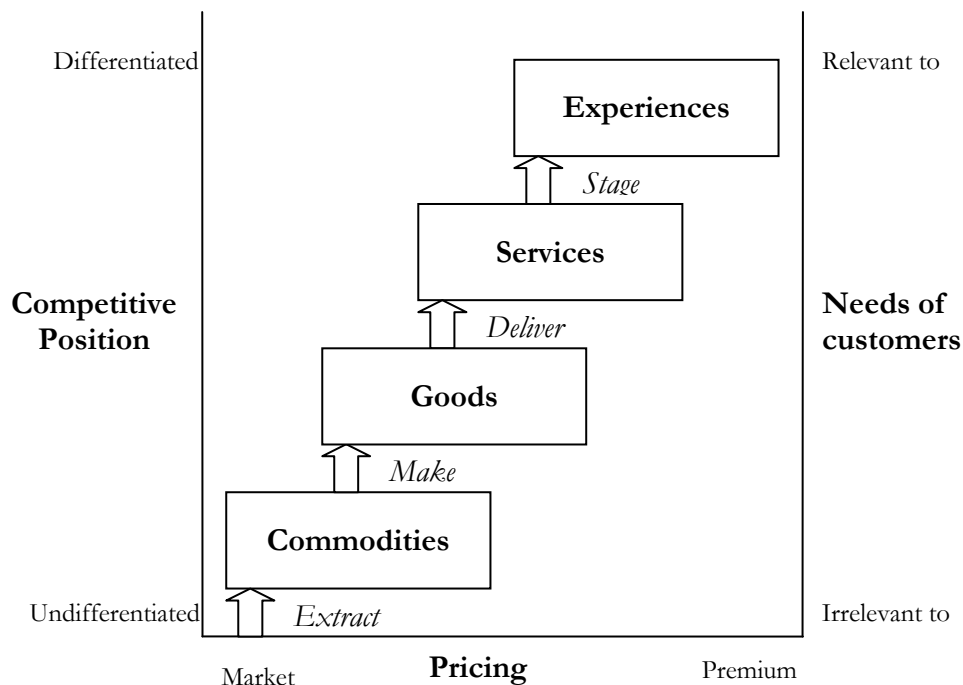 Differentiated
Relevant to
Experiences
Stage
Services
Competitive
Position
Needs of
customers
Deliver
Goods
Make
Commodities
Undifferentiated
Extract
Irrelevant to
Market
Pricing
Premium